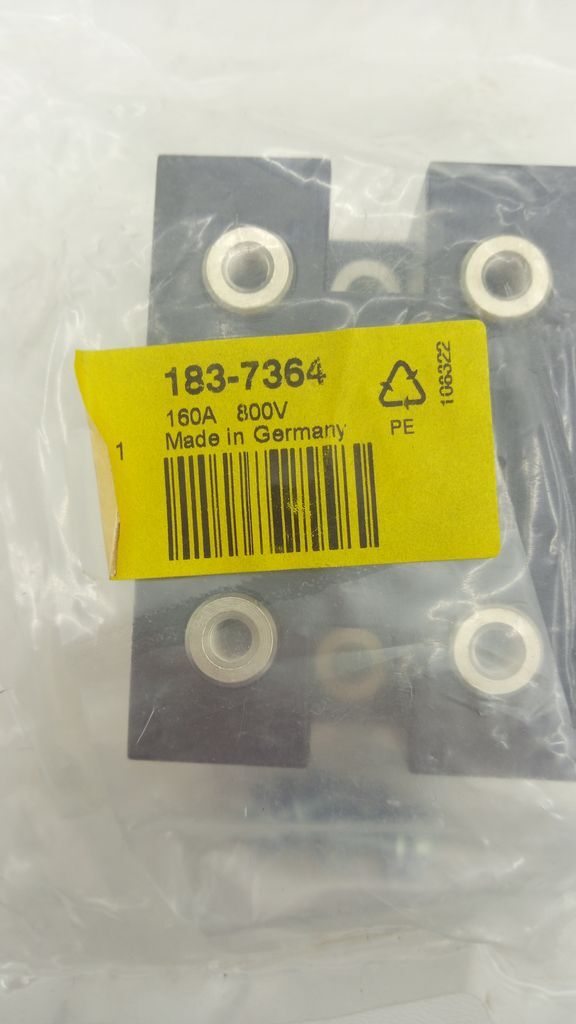 183-7364
160A 800V
Made in Germany
1
PE
106322